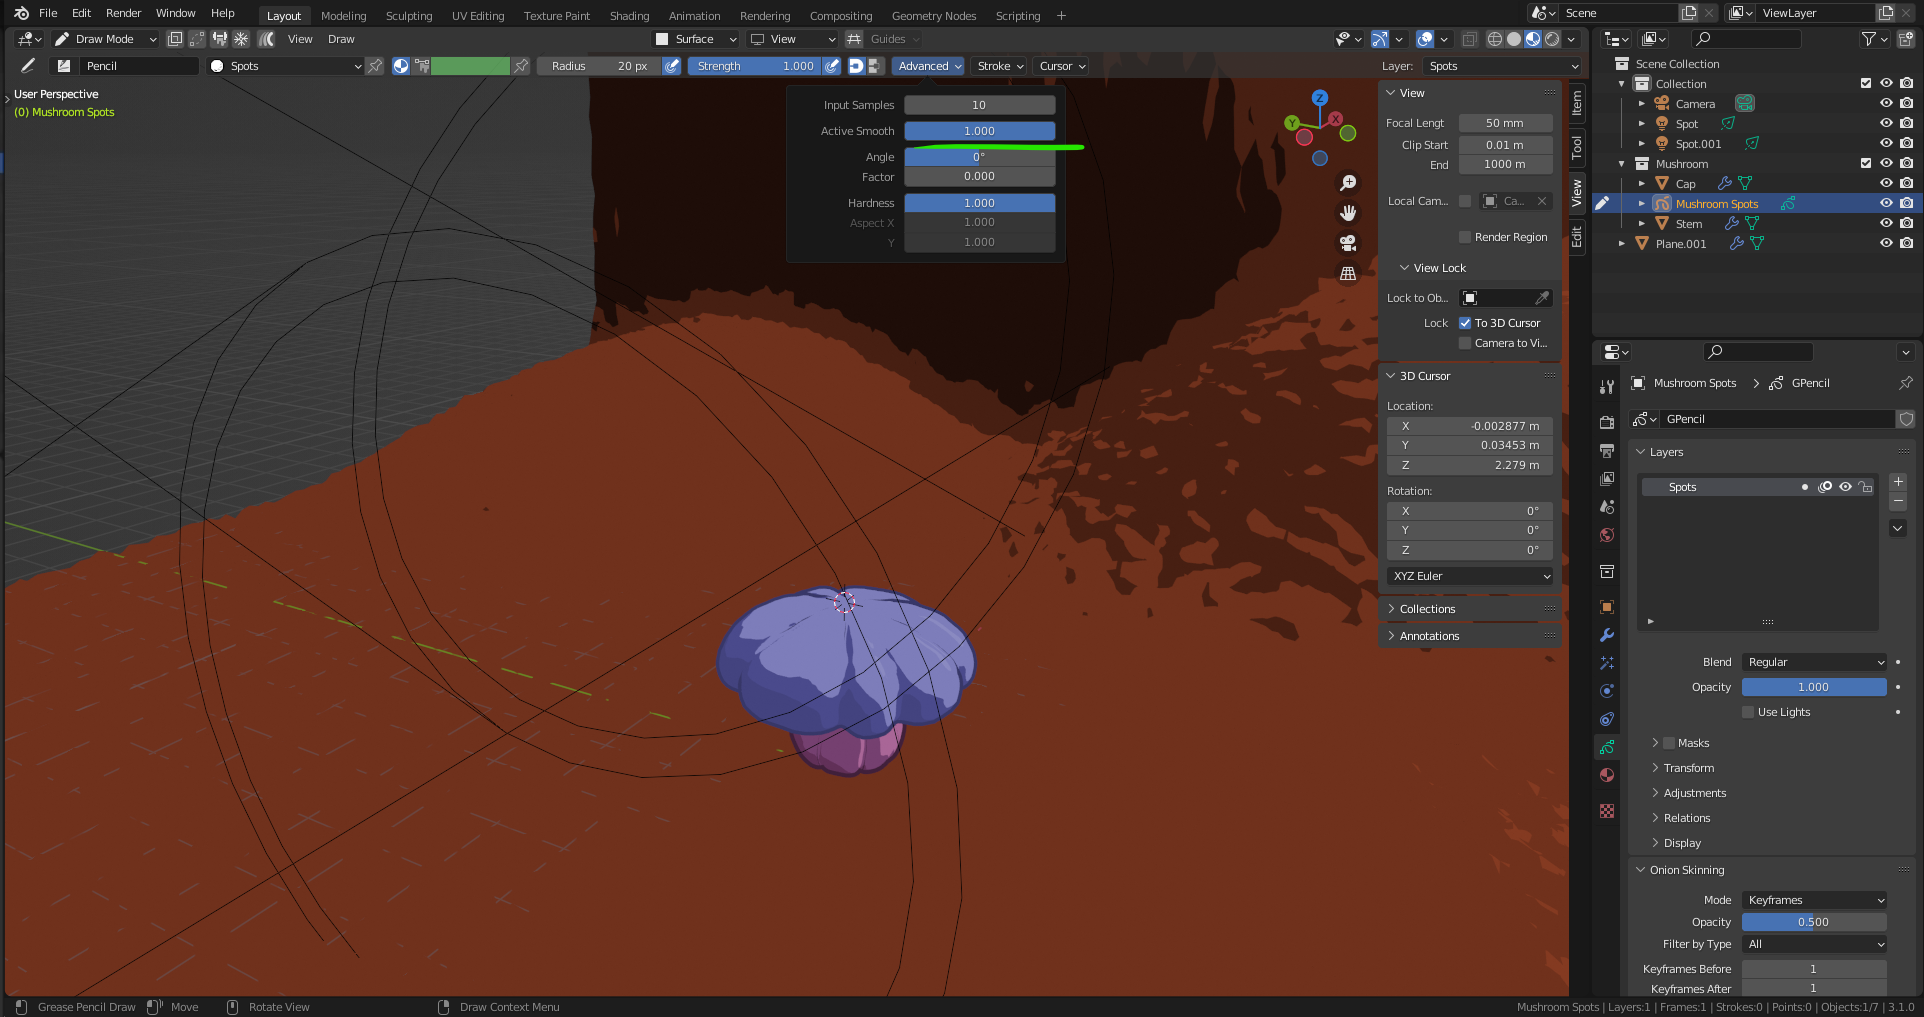 File Edit Render Window Help Layout Modeling Sculpting UV Editing Texture Paint Shading Animation Rendering Compositing Geometry Nodes Scripting + Scene ViewLayer
Draw Mode View Draw Surface View Guides
Pencil Spots Radius 20 px Strength 1.000 Advanced Stroke Cursor Layer: Spots
User Perspective
(0) Mushroom Spots
Input Samples 10
Active Smooth 1.000
Angle 0°
Factor 0.000
Hardness 1.000
Aspect X 1.000
Y 1.000
Z
X
Y
View
Focal Lengt 50 mm
Clip Start 0.01 m
End 1000 m
Local Cam... Ca...
Render Region
View Lock
Lock to Ob...
Lock To 3D Cursor
Camera to Vi...
3D Cursor
Location:
X -0.002877 m
Y 0.03453 m
Z 2.279 m
Rotation:
X 0°
Y 0°
Z 0°
XYZ Euler
Collections
Annotations
Item
Tool
View
Edit
Scene Collection
Collection
Camera
Spot
Spot.001
Mushroom
Cap
Mushroom Spots
Stem
Plane.001
Mushroom Spots GPencil
GPencil
Layers
Spots
Blend Regular
Opacity 1.000
Use Lights
Masks
Transform
Adjustments
Relations
Display
Onion Skinning
Mode Keyframes
Opacity 0.500
Filter by Type All
Keyframes Before 1
Keyframes After 1
Grease Pencil Draw Move Rotate View Draw Context Menu Mushroom Spots | Layers:1 | Frames:1 | Strokes:0 | Points:0 | Objects:1/7 | 3.1.0